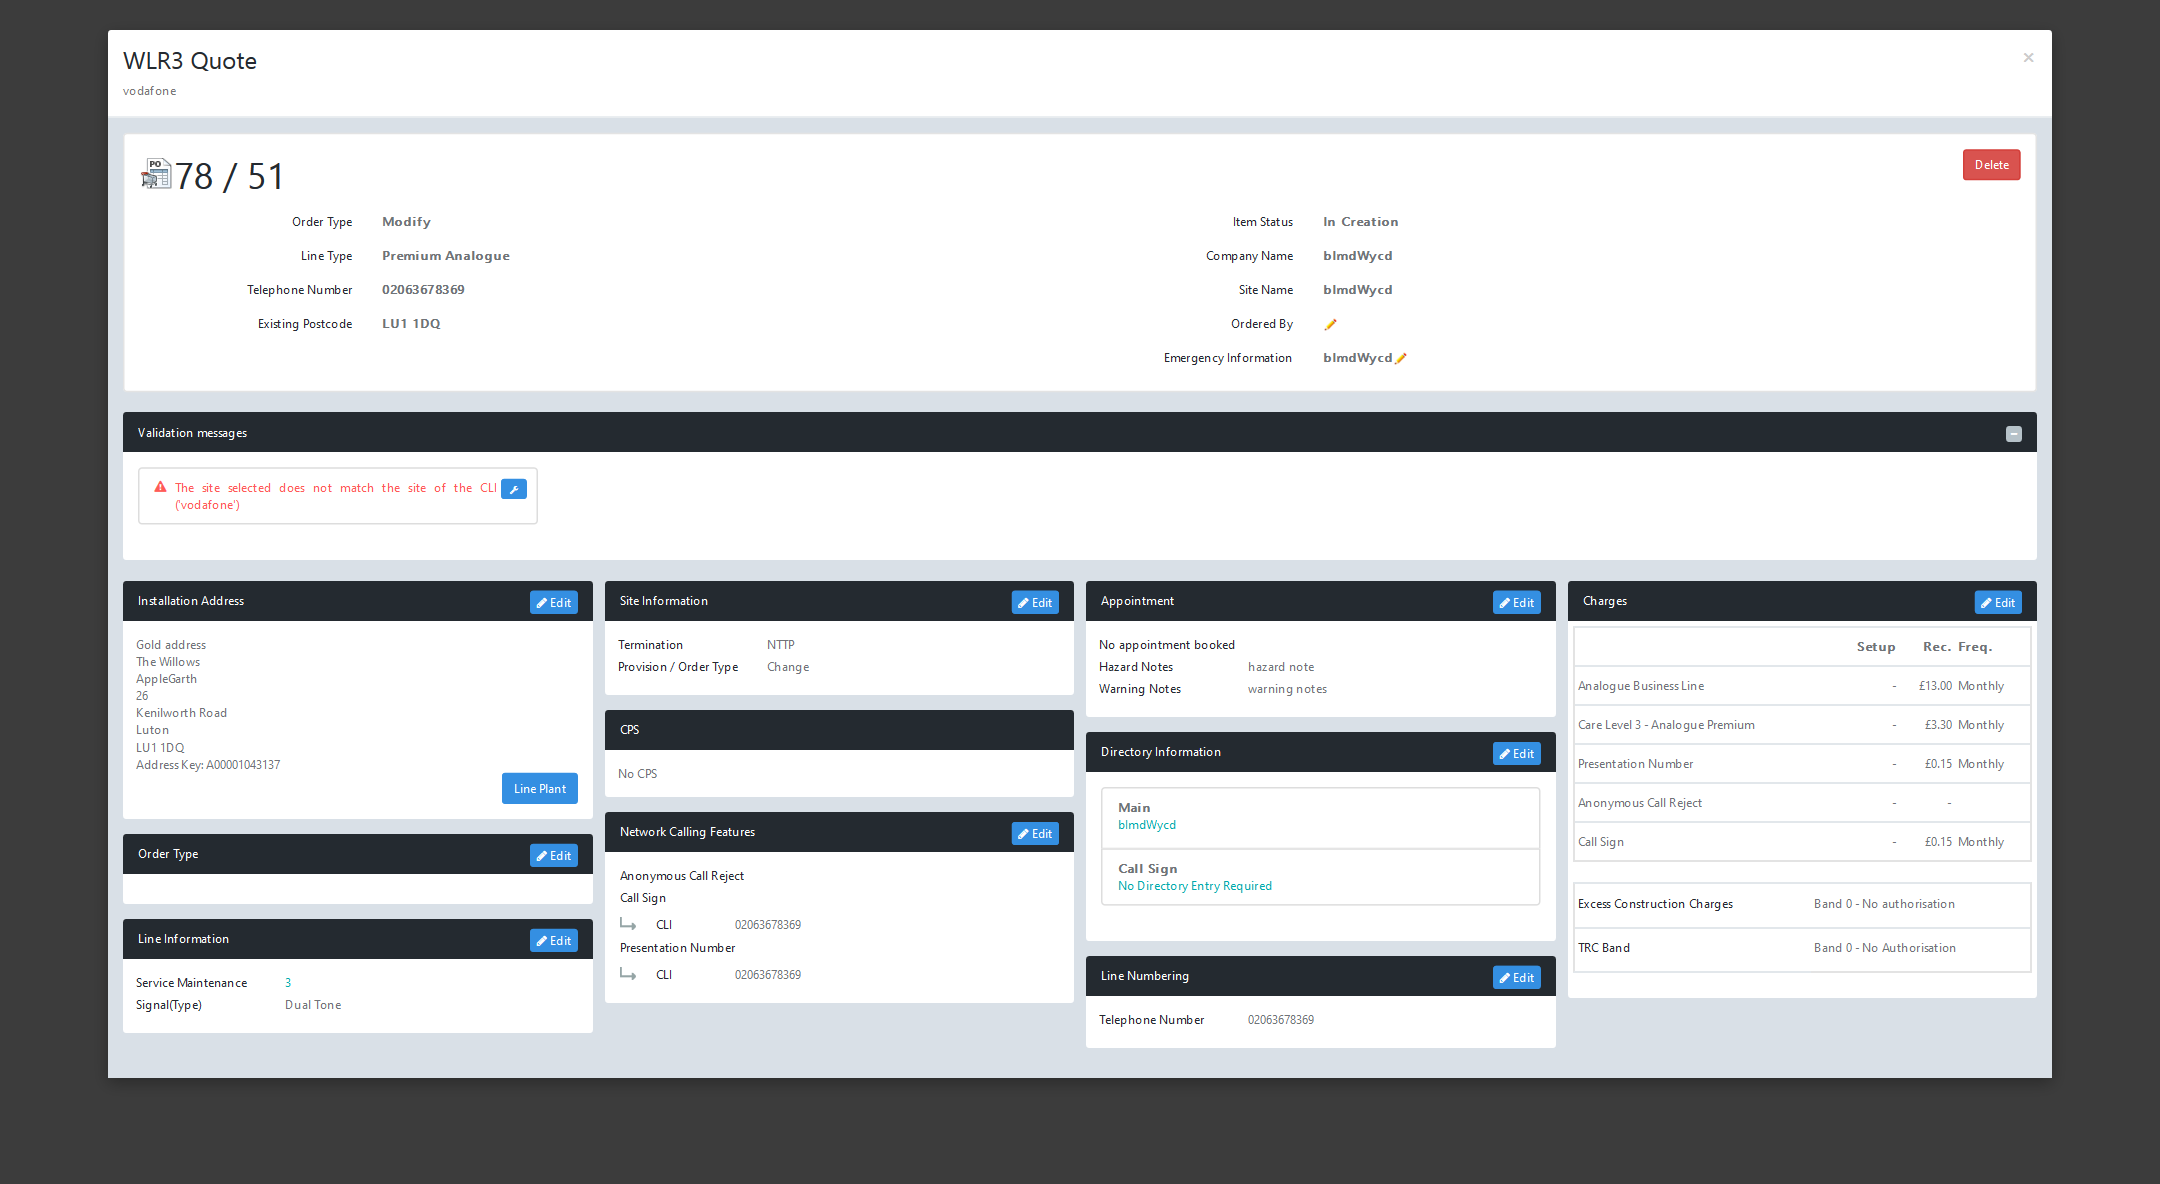 WLR3 Quote
×
vodafone
PO
78 / 51
Delete
Order Type Modify
Item Status In Creation
Line Type Premium Analogue
Company Name blmdWycd
Telephone Number 02063678369
Site Name blmdWycd
Existing Postcode LU1 1DQ
Ordered By
Emergency Information blmdWycd
Validation messages
The site selected does not match the site of the CLI
('vodafone')
Installation Address Edit
Gold address
The Willows
AppleGarth
26
Kenilworth Road
Luton
LU1 1DQ
Address Key: A00001043137
Line Plant
Order Type Edit
Line Information Edit
Service Maintenance 3
Signal(Type) Dual Tone
Site Information Edit
Termination NTTP
Provision / Order Type Change
CPS
No CPS
Network Calling Features Edit
Anonymous Call Reject
Call Sign
CLI 02063678369
Presentation Number
CLI 02063678369
Appointment Edit
No appointment booked
Hazard Notes hazard note
Warning Notes warning notes
Directory Information Edit
Main
blmdWycd
Call Sign
No Directory Entry Required
Line Numbering Edit
Telephone Number 02063678369
Charges Edit
Setup Rec. Freq.
Analogue Business Line - £13.00 Monthly
Care Level 3 - Analogue Premium - £3.30 Monthly
Presentation Number - £0.15 Monthly
Anonymous Call Reject - -
Call Sign - £0.15 Monthly
Excess Construction Charges Band 0 - No authorisation
TRC Band Band 0 - No Authorisation